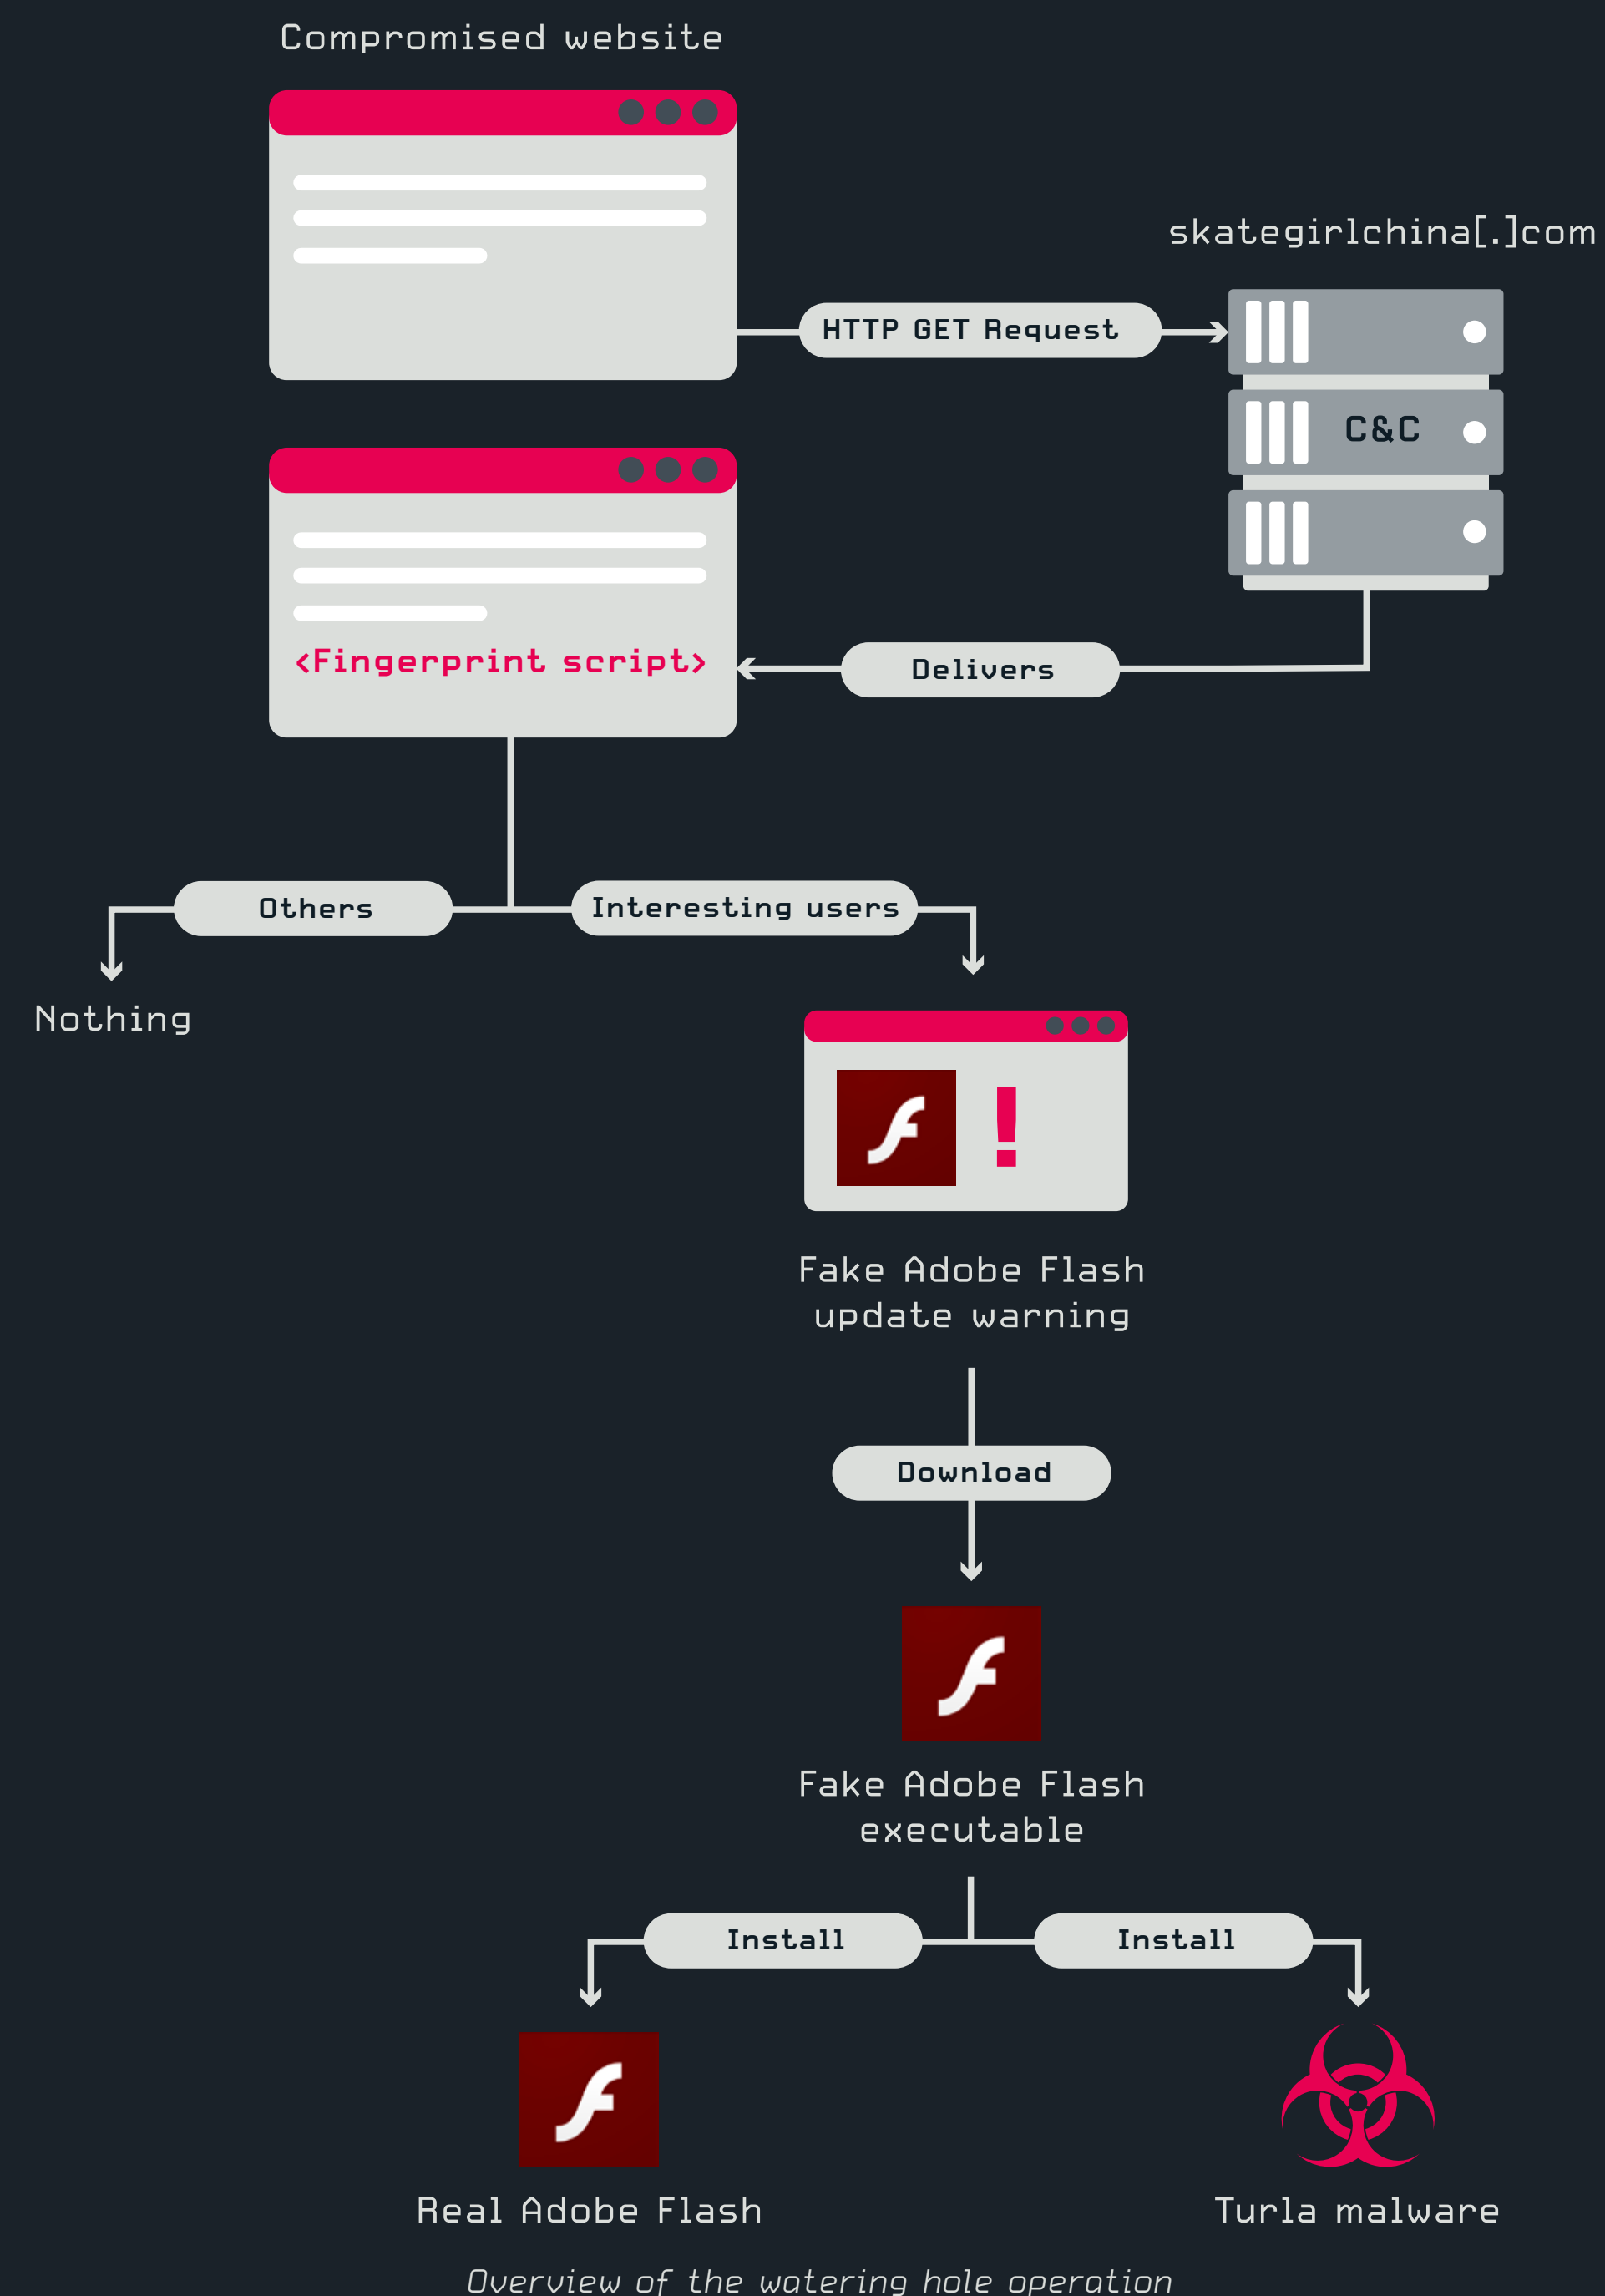 Compromised website
skategirlchina[.]com
HTTP GET Request
C&C
<Fingerprint script>
Delivers
Others
Interesting users
Nothing
!
Fake Adobe Flash
update warning
Download
Fake Adobe Flash
executable
Install
Install
Real Adobe Flash
Turla malware
Overview of the watering hole operation